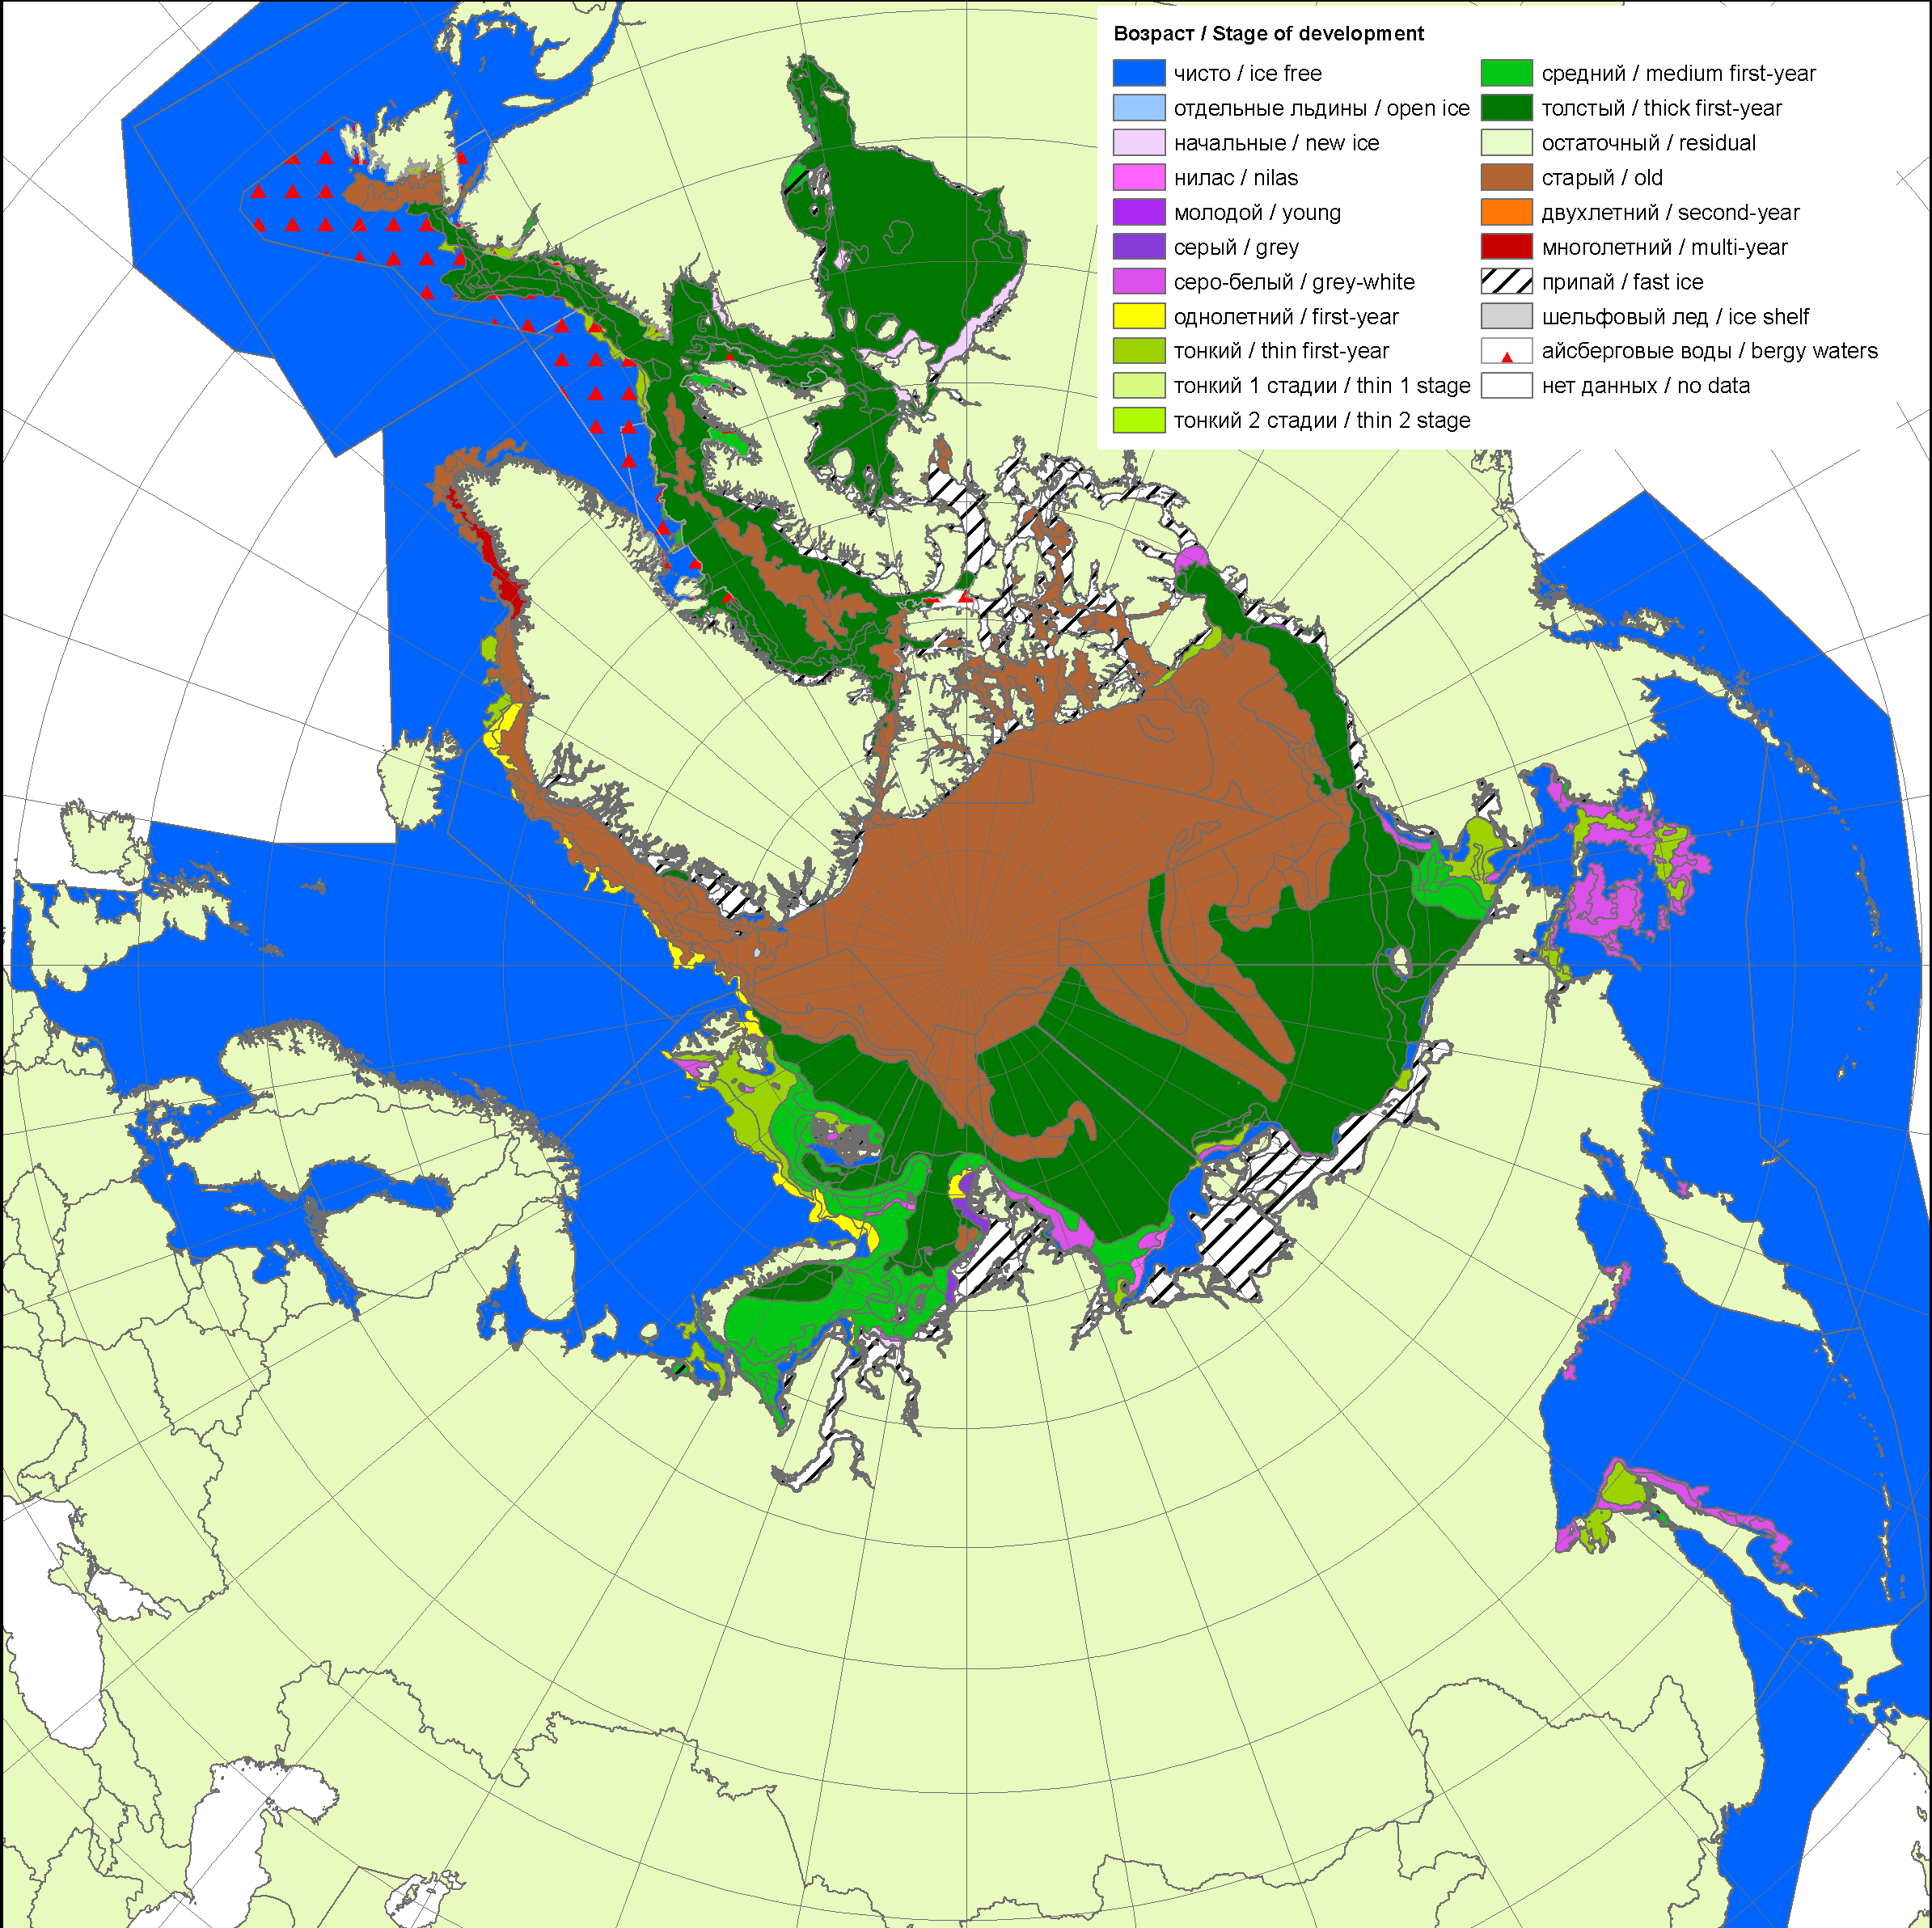 Возраст / Stage of development
чисто / ice free
отдельные льдины / open ice
начальные / new ice
нилас / nilas
молодой / young
серый / grey
серо-белый / grey-white
однолетний / first-year
тонкий / thin first-year
тонкий 1 стадии / thin 1 stage
тонкий 2 стадии / thin 2 stage
средний / medium first-year
толстый / thick first-year
остаточный / residual
старый / old
двухлетний / second-year
многолетний / multi-year
припай / fast ice
шельфовый лед / ice shelf
айсберговые воды / bergy waters
нет данных / no data